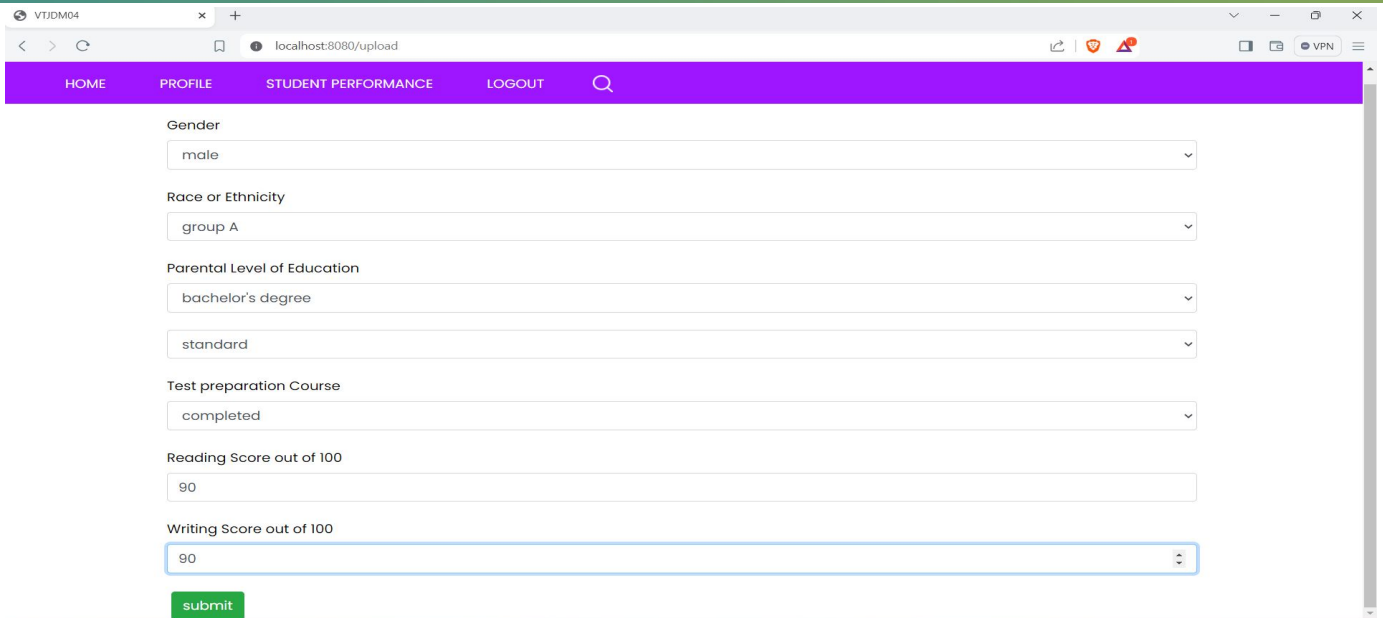 VTJDM04
localhost:8080/upload
VPN
HOME PROFILE STUDENT PERFORMANCE LOGOUT
Gender
male
Race or Ethnicity
group A
Parental Level of Education
bachelor's degree
standard
Test preparation Course
completed
Reading Score out of 100
90
Writing Score out of 100
90
submit